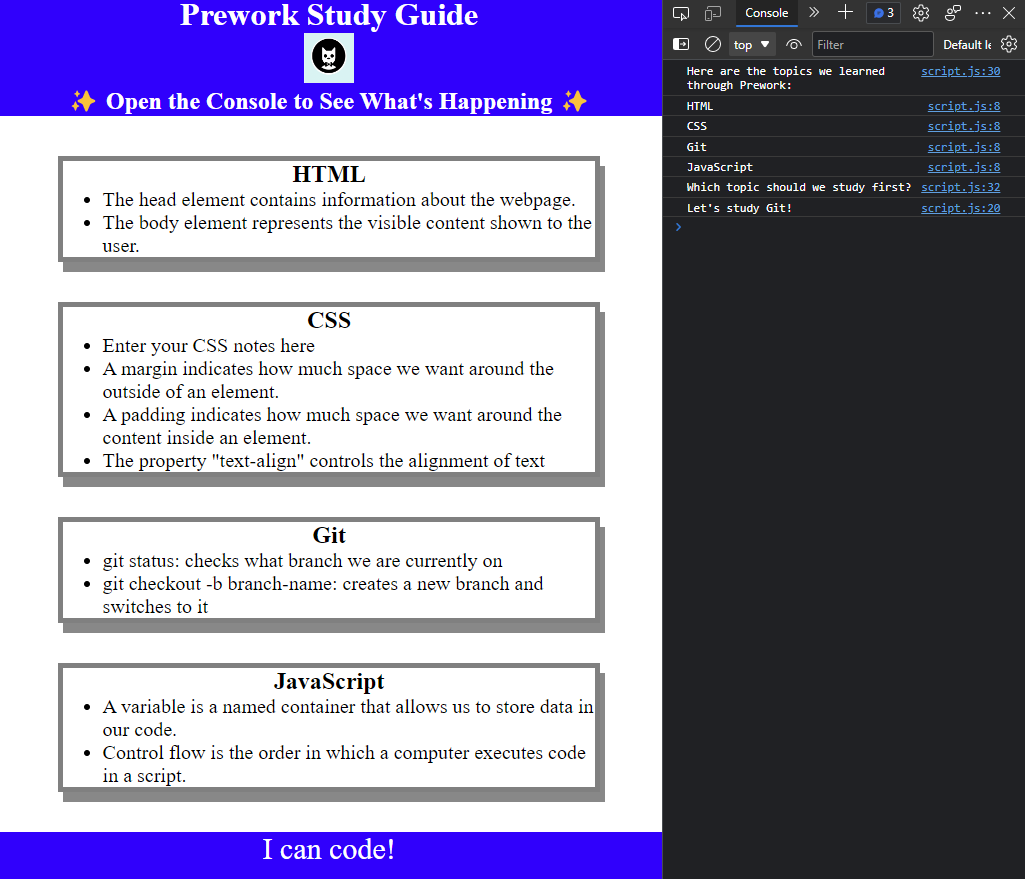 Prework Study Guide
✨ Open the Console to See What's Happening ✨
HTML
• The head element contains information about the webpage.
• The body element represents the visible content shown to the
user.
CSS
• Enter your CSS notes here
• A margin indicates how much space we want around the
outside of an element.
• A padding indicates how much space we want around the
content inside an element.
• The property "text-align" controls the alignment of text
Git
• git status: checks what branch we are currently on
• git checkout -b branch-name: creates a new branch and
switches to it
JavaScript
• A variable is a named container that allows us to store data in
our code.
• Control flow is the order in which a computer executes code
in a script.
I can code!
Console 3
top Filter Default le
Here are the topics we learned script.js:30
through Prework:
HTML script.js:8
CSS script.js:8
Git script.js:8
JavaScript script.js:8
Which topic should we study first? script.js:32
Let's study Git! script.js:20